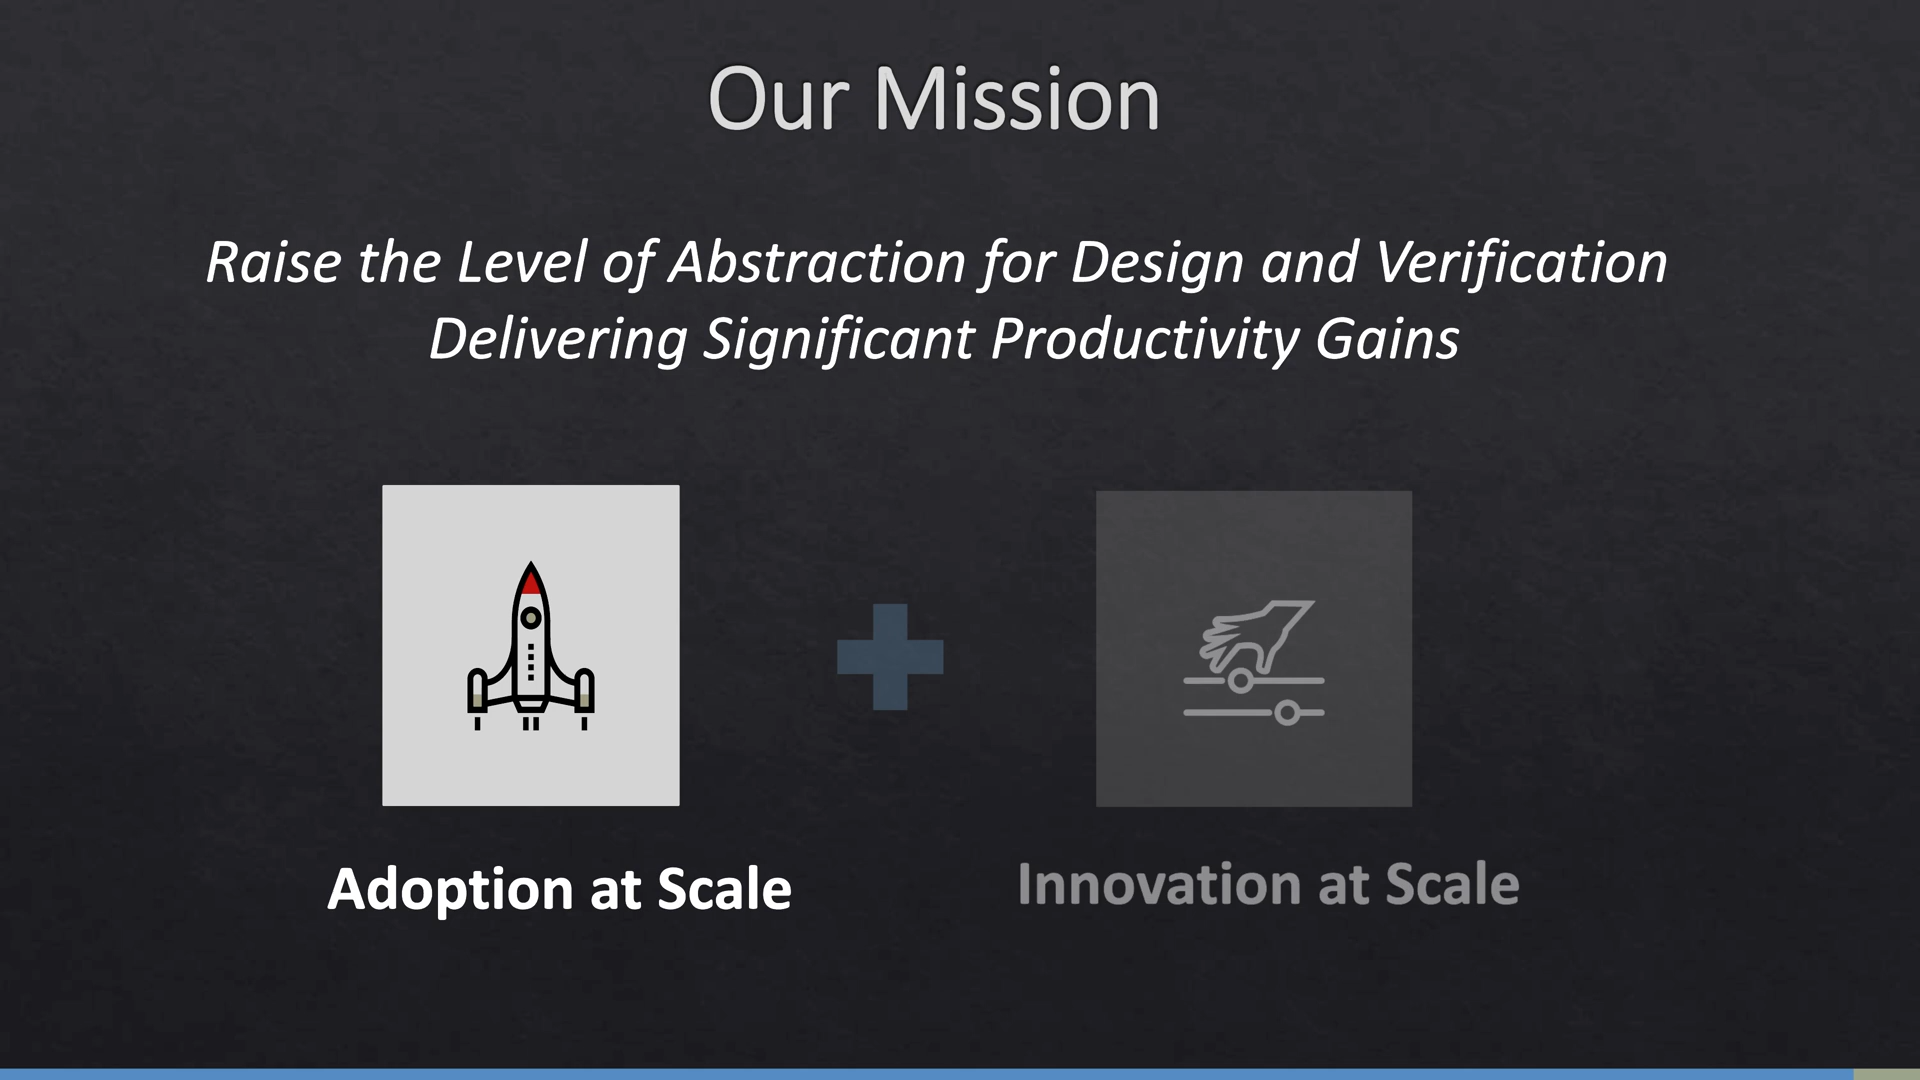 Our Mission
Raise the Level of Abstraction for Design and Verification
Delivering Significant Productivity Gains
Adoption at Scale
Innovation at Scale